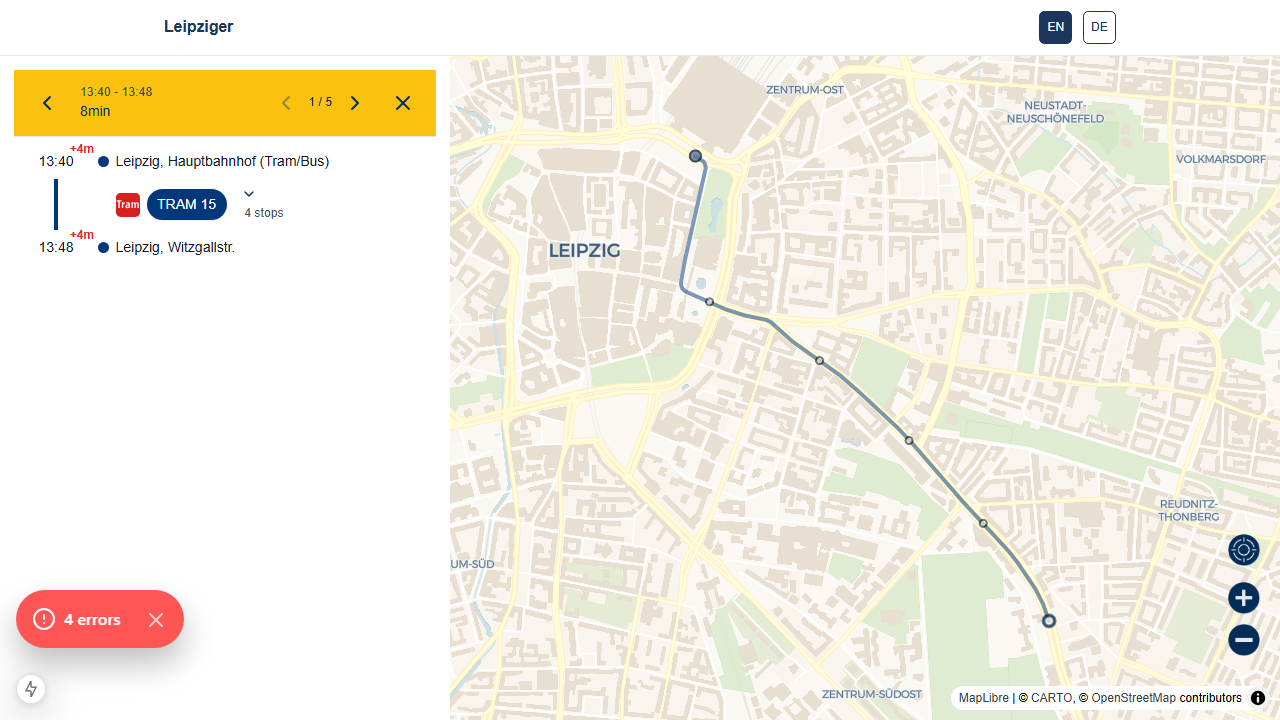 Leipziger
EN
DE
13:40 - 13:48
8min
1 / 5
+4m
13:40
Leipzig, Hauptbahnhof (Tram/Bus)
Tram
TRAM 15
4 stops
+4m
13:48
Leipzig, Witzgallstr.
4 errors
ZENTRUM-OST
NEUSTADT-
NEUSCHÖNEFELD
VOLKMARSDORF
LEIPZIG
REUDNITZ-
THONBERG
UM-SÜD
ZENTRUM-SÜDOST
MapLibre | © CARTO, © OpenStreetMap contributors